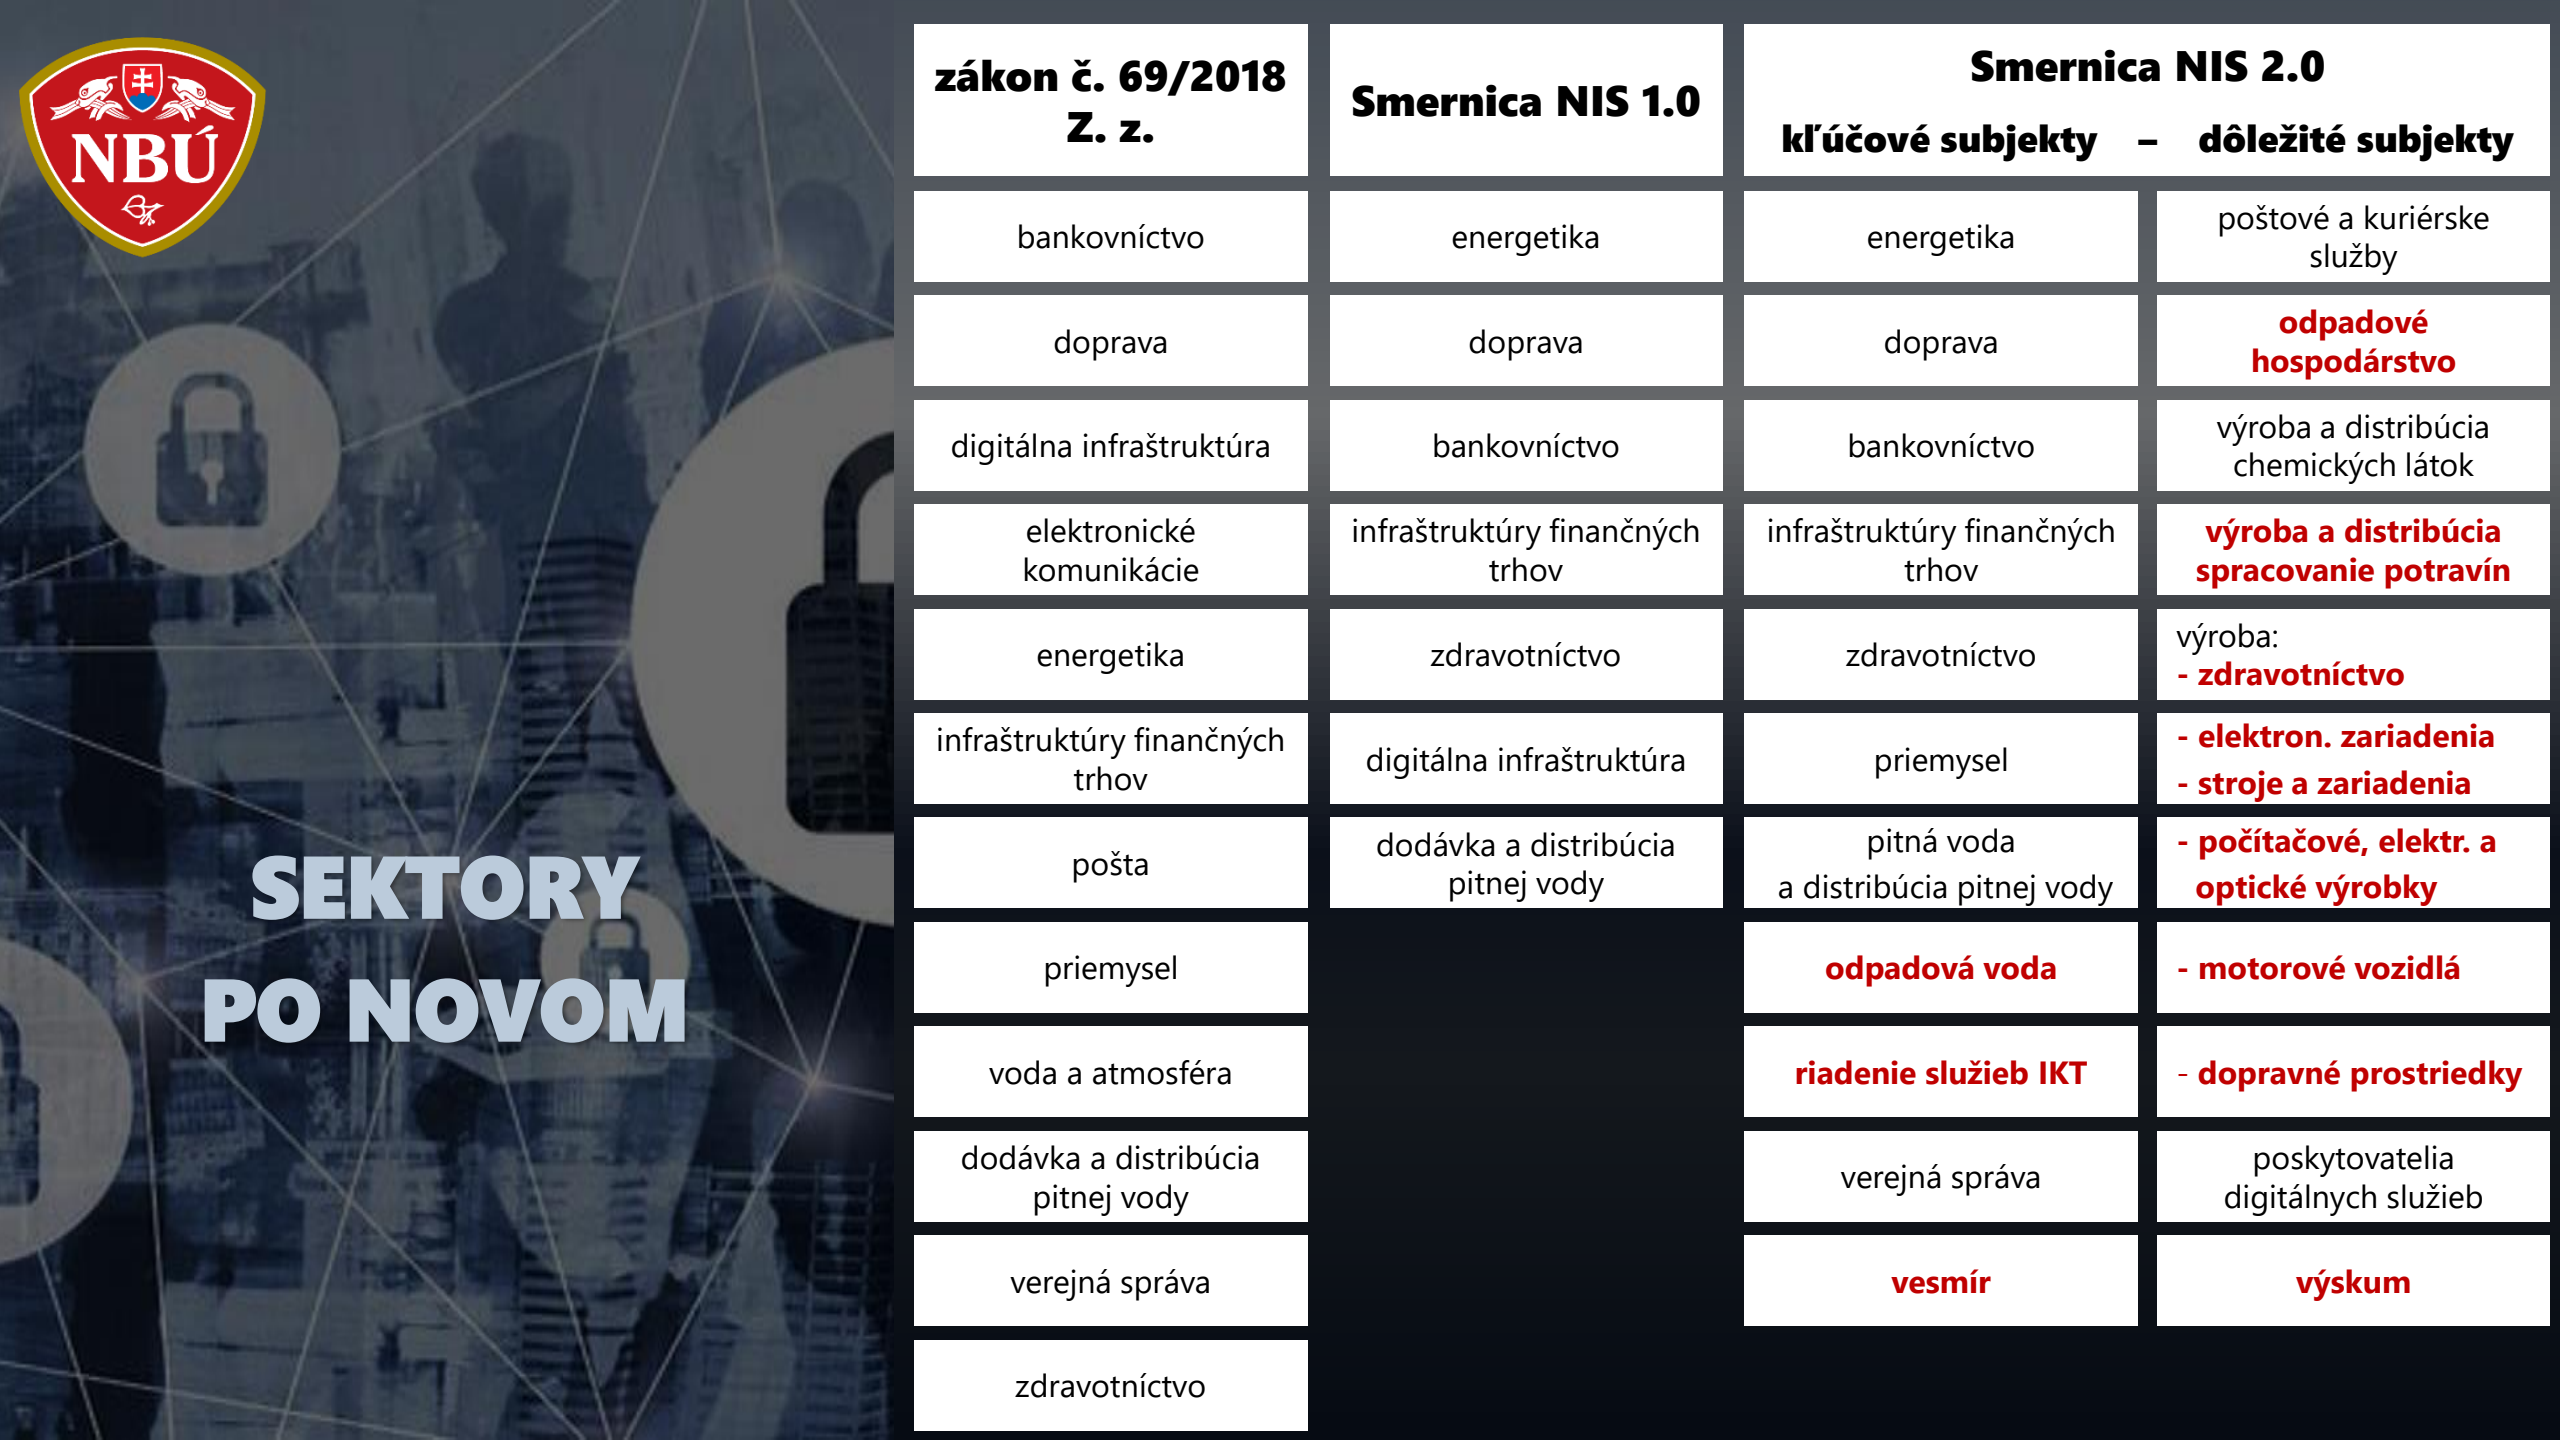 NBÚ
SEKTORY
PO NOVOM
zákon č. 69/2018
Z. z.
bankovníctvo
doprava
digitálna infraštruktúra
elektronické
komunikácie
energetika
infraštruktúry finančných
trhov
pošta
priemysel
voda a atmosféra
dodávka a distribúcia
pitnej vody
verejná správa
zdravotníctvo
Smernica NIS 1.0
energetika
doprava
bankovníctvo
infraštruktúry finančných
trhov
zdravotníctvo
digitálna infraštruktúra
dodávka a distribúcia
pitnej vody
Smernica NIS 2.0
kľúčové subjekty – dôležité subjekty
energetika
doprava
bankovníctvo
infraštruktúry finančných
trhov
zdravotníctvo
priemysel
pitná voda
a distribúcia pitnej vody
odpadová voda
riadenie služieb IKT
verejná správa
vesmír
poštové a kuriérske
služby
odpadové
hospodárstvo
výroba a distribúcia
chemických látok
výroba a distribúcia
spracovanie potravín
výroba:
- zdravotníctvo
- elektron. zariadenia
- stroje a zariadenia
- počítačové, elektr. a
optické výrobky
- motorové vozidlá
- dopravné prostriedky
poskytovatelia
digitálnych služieb
výskum